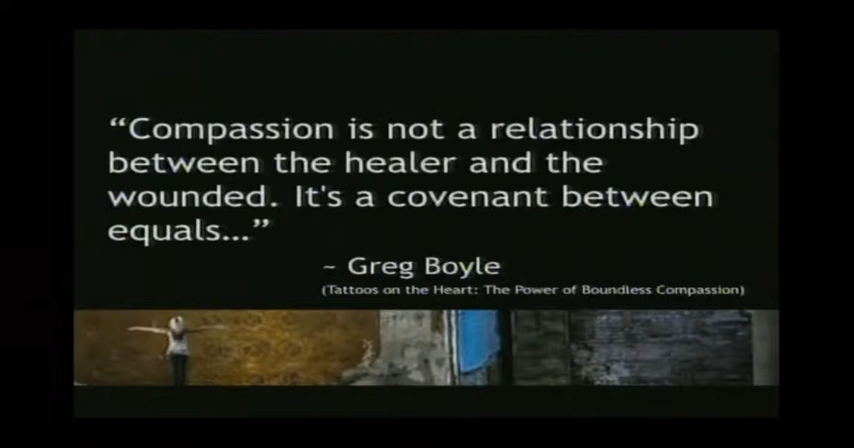 “Compassion is not a relationship
between the healer and the
wounded. It's a covenant between
equals...”
~ Greg Boyle
(Tattoos on the Heart: The Power of Boundless Compassion)